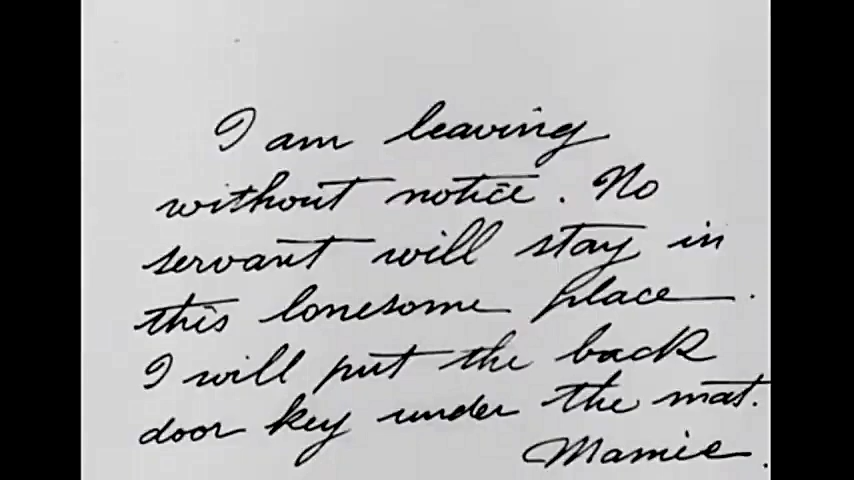 I am leaving
without notice. No
servant will stay in
this lonesome place.
I will put the back
door key under the mat.
Mamie.